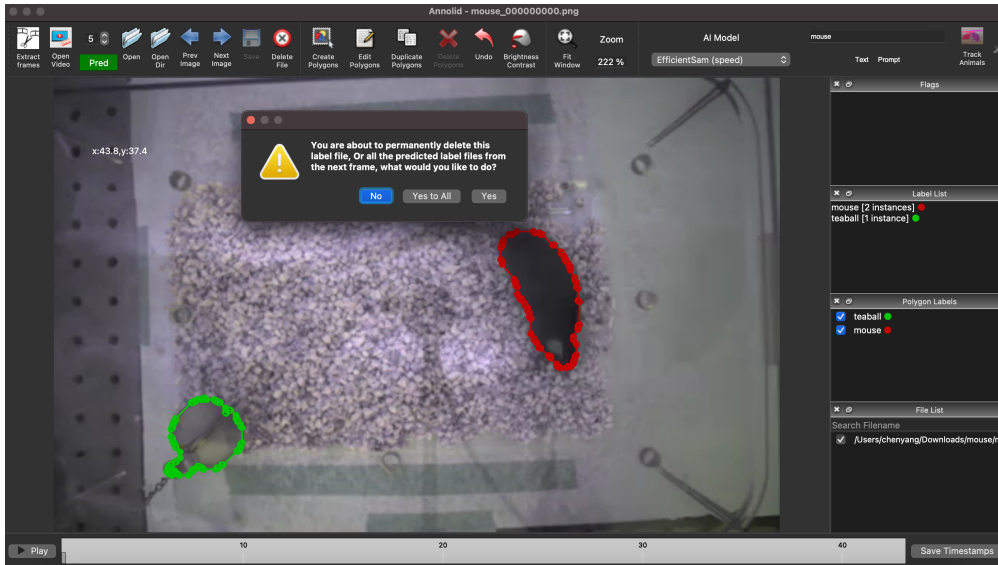 Annolid - mouse_000000000.png
Extract frames
Open Video
5
Pred
Open
Open Dir
Prev Image
Next Image
Save
Delete File
Create Polygons
Edit Polygons
Duplicate Polygons
Delete Polygons
Undo
Brightness Contrast
Fit Window
Zoom
222 %
AI Model
EfficientSam (speed)
mouse
Text Prompt
Track Animals
x:43.8,y:37.4
You are about to permanently delete this
label file, Or all the predicted label files from
the next frame, what would you like to do?
No
Yes to All
Yes
Flags
Label List
mouse [2 instances]
teaball [1 instance]
Polygon Labels
teaball
mouse
File List
Search Filename
/Users/chenyang/Downloads/mouse/
Play
10
20
30
40
Save Timestamps